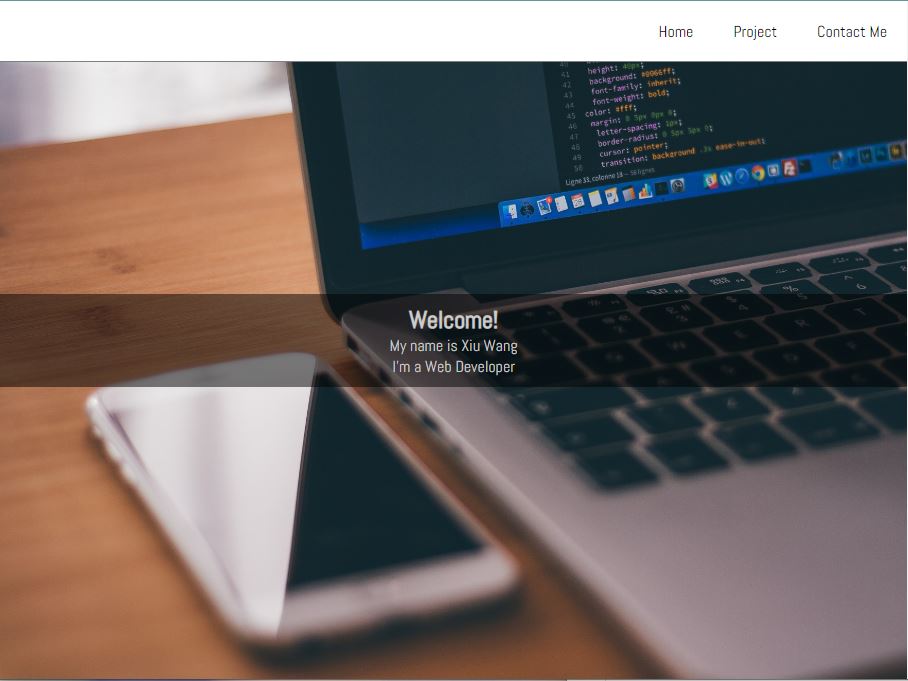 Home Project Contact Me
40
41 height: 40px;
42 background: #0066ff;
43 font-family: inherit;
44 font-weight: bold;
45 color: #fff;
46 margin: 0 5px 0px 0;
47 letter-spacing: 1px;
48 border-radius: 0 5px 5px 0;
49 cursor: pointer;
50 transition: background .3s ease-in-out;
Ligne 33, colonne 18 — 58 lignes
Welcome!
My name is Xiu Wang
I'm a Web Developer